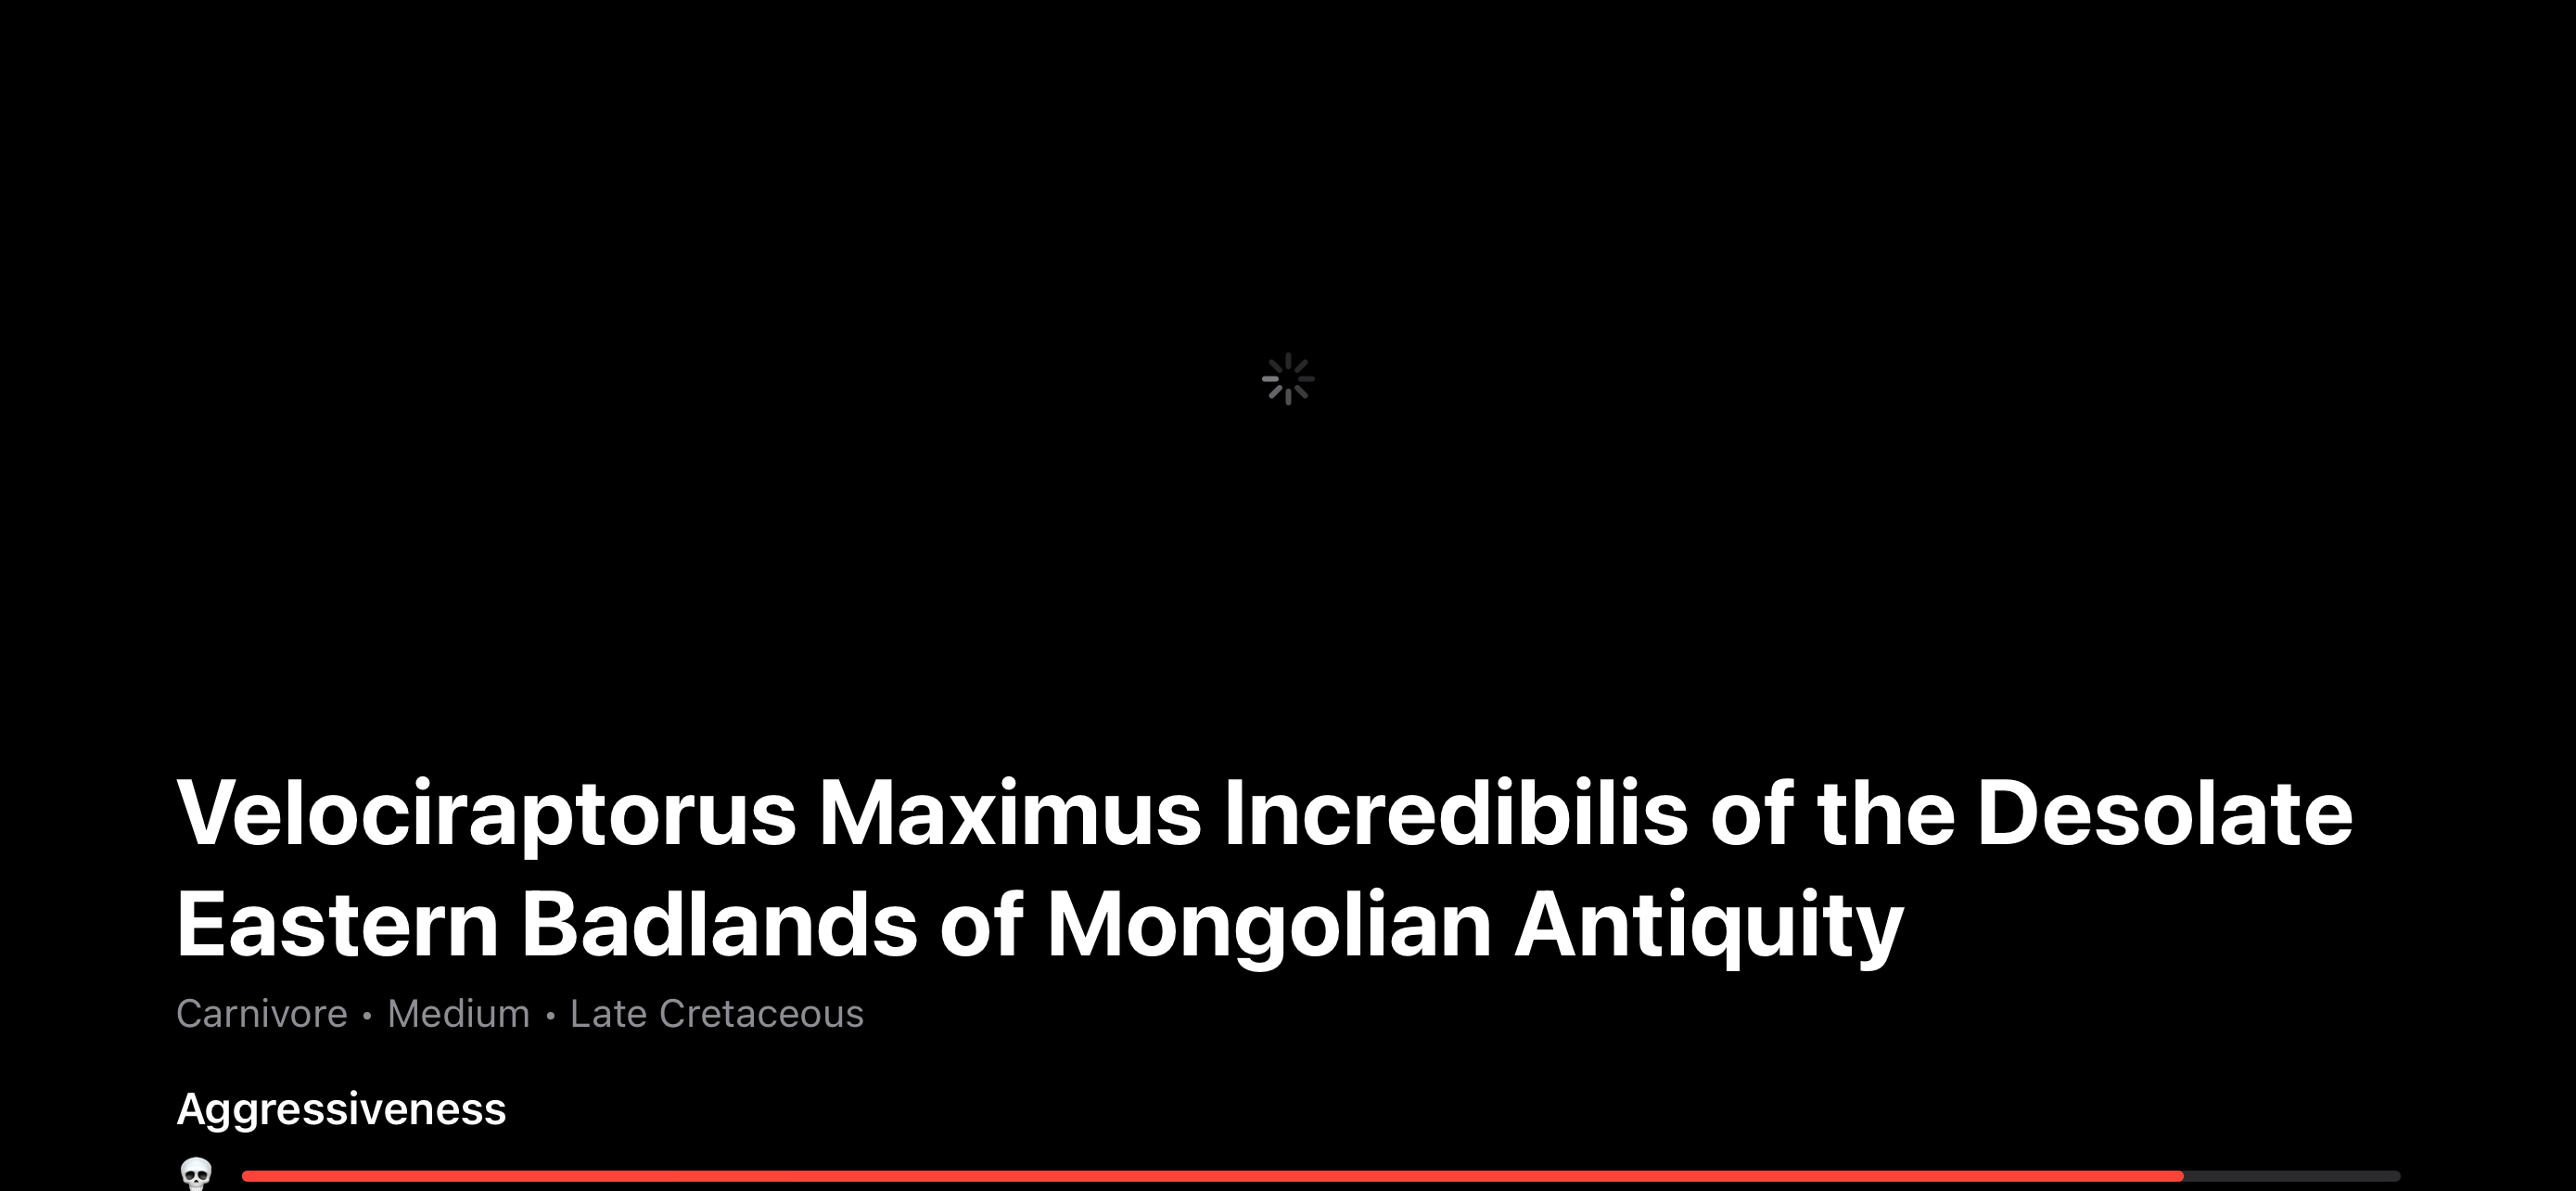 Velociraptorus Maximus Incredibilis of the Desolate
Eastern Badlands of Mongolian Antiquity
Carnivore • Medium • Late Cretaceous
Aggressiveness